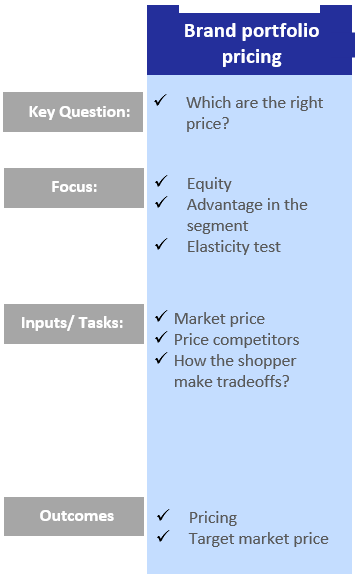 Brand portfolio
pricing
Key Question:
✓ Which are the right
price?
Focus:
✓ Equity
✓ Advantage in the
segment
✓ Elasticity test
Inputs/ Tasks:
✓ Market price
✓ Price competitors
✓ How the shopper
make tradeoffs?
Outcomes
✓ Pricing
✓ Target market price